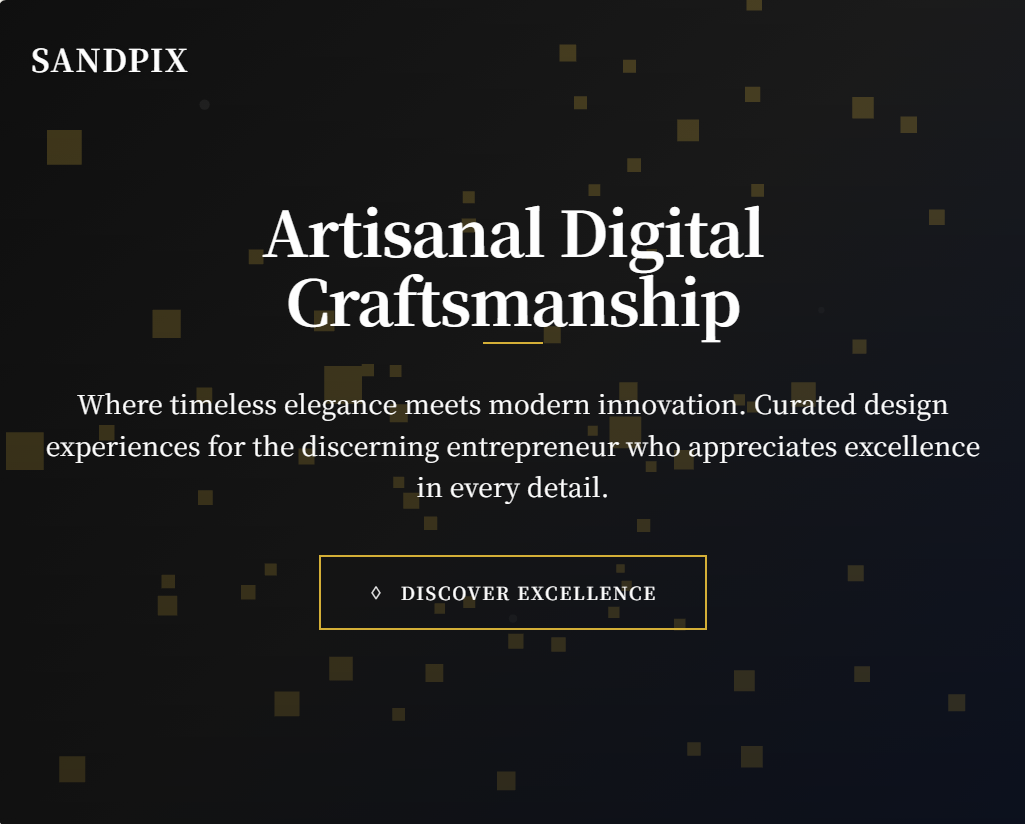 SANDPIX
Artisanal Digital
Craftsmanship
Where timeless elegance meets modern innovation. Curated design
experiences for the discerning entrepreneur who appreciates excellence
in every detail.
◊ DISCOVER EXCELLENCE